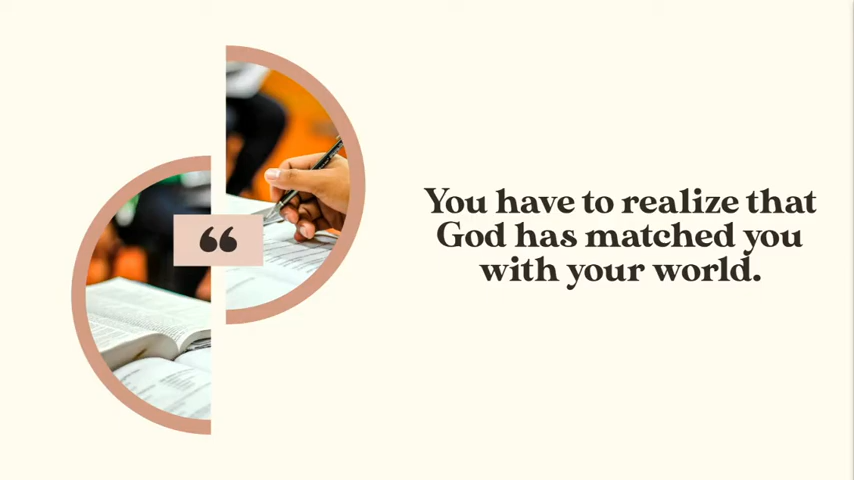 “
You have to realize that
God has matched you
with your world.